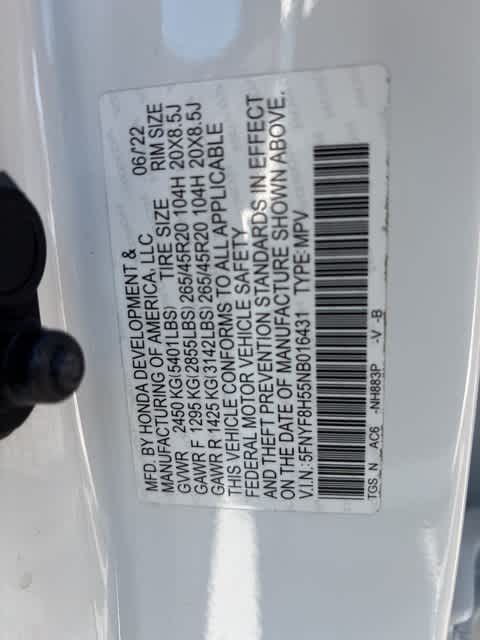 MFD. BY HONDA DEVELOPMENT & 06/'22
MANUFACTURING OF AMERICA, LLC
TIRE SIZE RIM SIZE
GVWR 2450 KG(5401LBS)
GAWR F 1295 KG(2855LBS) 265/45R20 104H 20X8.5J
GAWR R 1425 KG(3142LBS) 265/45R20 104H 20X8.5J
THIS VEHICLE CONFORMS TO ALL APPLICABLE
FEDERAL MOTOR VEHICLE SAFETY
AND THEFT PREVENTION STANDARDS IN EFFECT
ON THE DATE OF MANUFACTURE SHOWN ABOVE.
V.I.N.:5FNYF8H55NB016431 TYPE:MPV
TGS_N _AC6 -NH883P -V -B